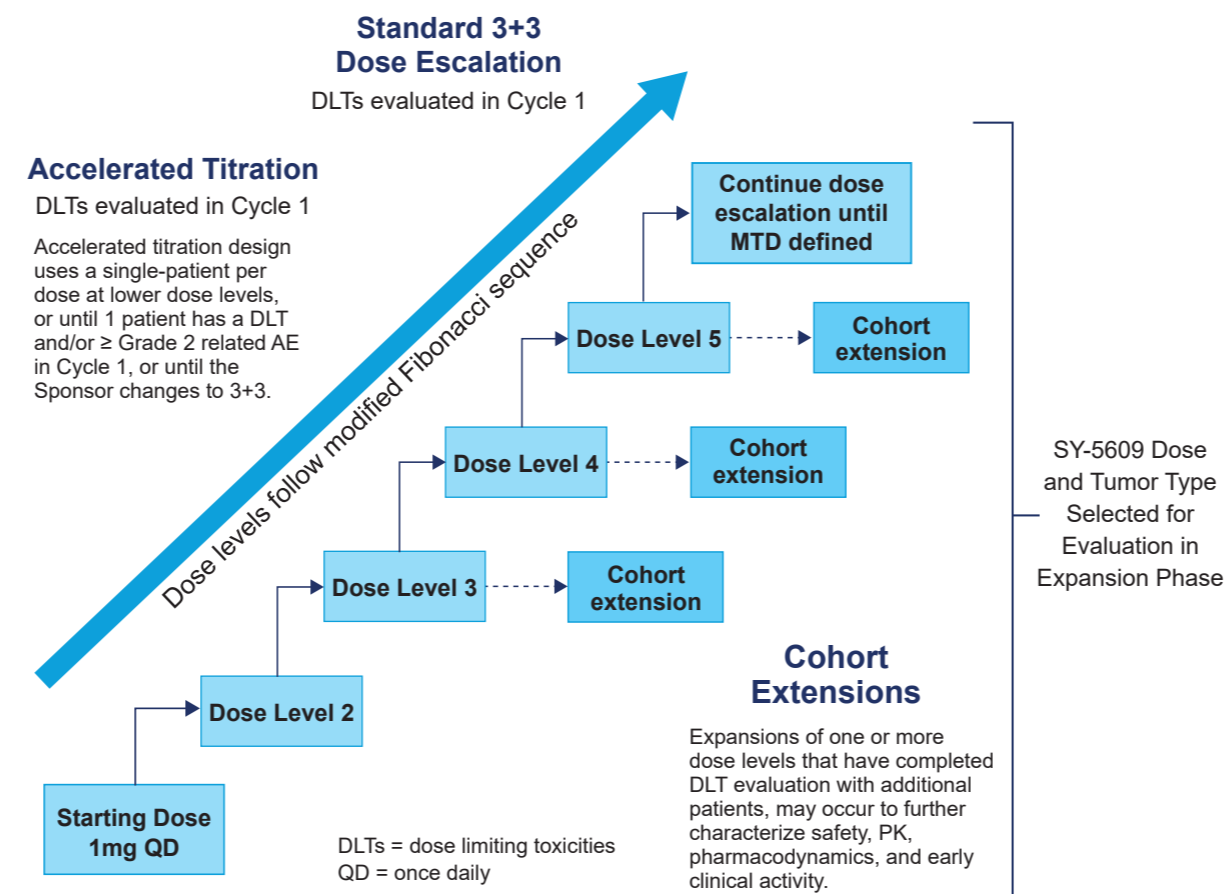 Standard 3+3
Dose Escalation
DLTs evaluated in Cycle 1
Accelerated Titration
DLTs evaluated in Cycle 1
Accelerated titration design
uses a single-patient per
dose at lower dose levels,
or until 1 patient has a DLT
and/or ≥ Grade 2 related AE
in Cycle 1, or until the
Sponsor changes to 3+3.
Dose levels follow modified Fibonacci sequence
Continue dose
escalation until
MTD defined
Dose Level 5
Cohort
extension
Dose Level 4
Cohort
extension
Dose Level 3
Cohort
extension
Dose Level 2
Starting Dose
1mg QD
SY-5609 Dose
and Tumor Type
Selected for
Evaluation in
Expansion Phase
Cohort
Extensions
Expansions of one or more
dose levels that have completed
DLT evaluation with additional
patients, may occur to further
characterize safety, PK,
pharmacodynamics, and early
clinical activity.
DLTs = dose limiting toxicities
QD = once daily